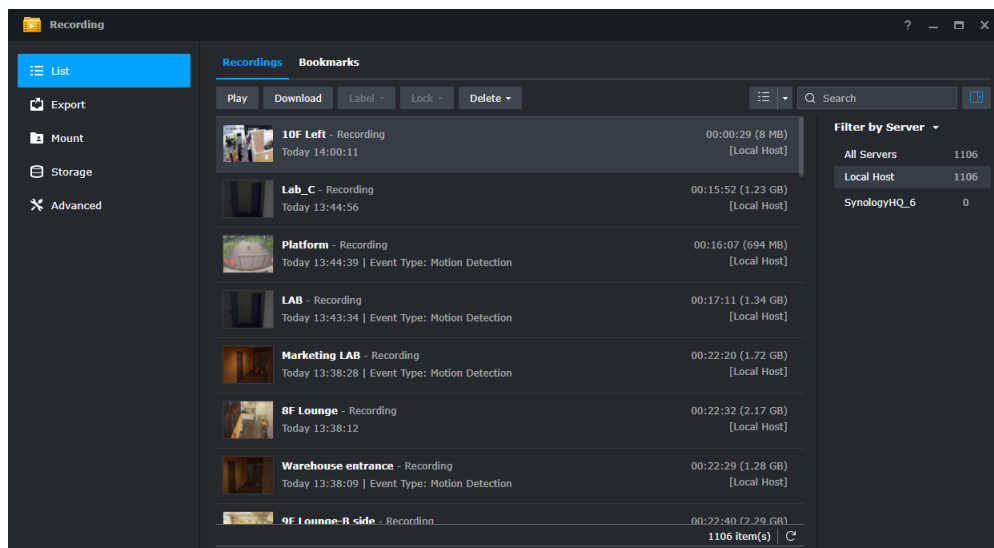 Recording
?
List
Export
Mount
Storage
Advanced
Recordings Bookmarks
Play Download Label Lock Delete Search
10F Left - Recording 00:00:29 (8 MB)
Today 14:00:11 [Local Host]
Lab_C - Recording 00:15:52 (1.23 GB)
Today 13:44:56 [Local Host]
Platform - Recording 00:16:07 (694 MB)
Today 13:44:39 | Event Type: Motion Detection [Local Host]
LAB - Recording 00:17:11 (1.34 GB)
Today 13:43:34 | Event Type: Motion Detection [Local Host]
Marketing LAB - Recording 00:22:20 (1.72 GB)
Today 13:38:28 | Event Type: Motion Detection [Local Host]
8F Lounge - Recording 00:22:32 (2.17 GB)
Today 13:38:12 [Local Host]
Warehouse entrance - Recording 00:22:29 (1.28 GB)
Today 13:38:09 | Event Type: Motion Detection [Local Host]
9F Lounge-B side - Recording 00:22:40 (2.29 GB)
1106 item(s)
Filter by Server
All Servers 1106
Local Host 1106
SynologyHQ_6 0